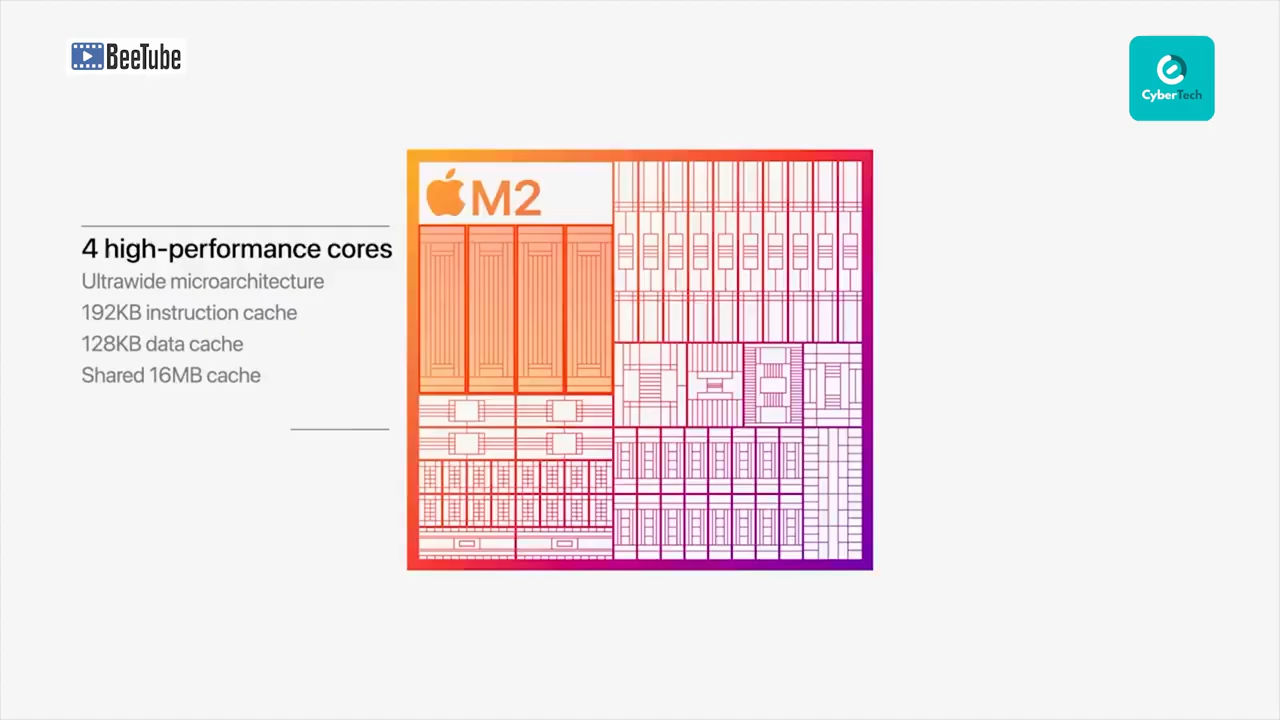 BeeTube
CyberTech
M2
4 high-performance cores
Ultrawide microarchitecture
192KB instruction cache
128KB data cache
Shared 16MB cache